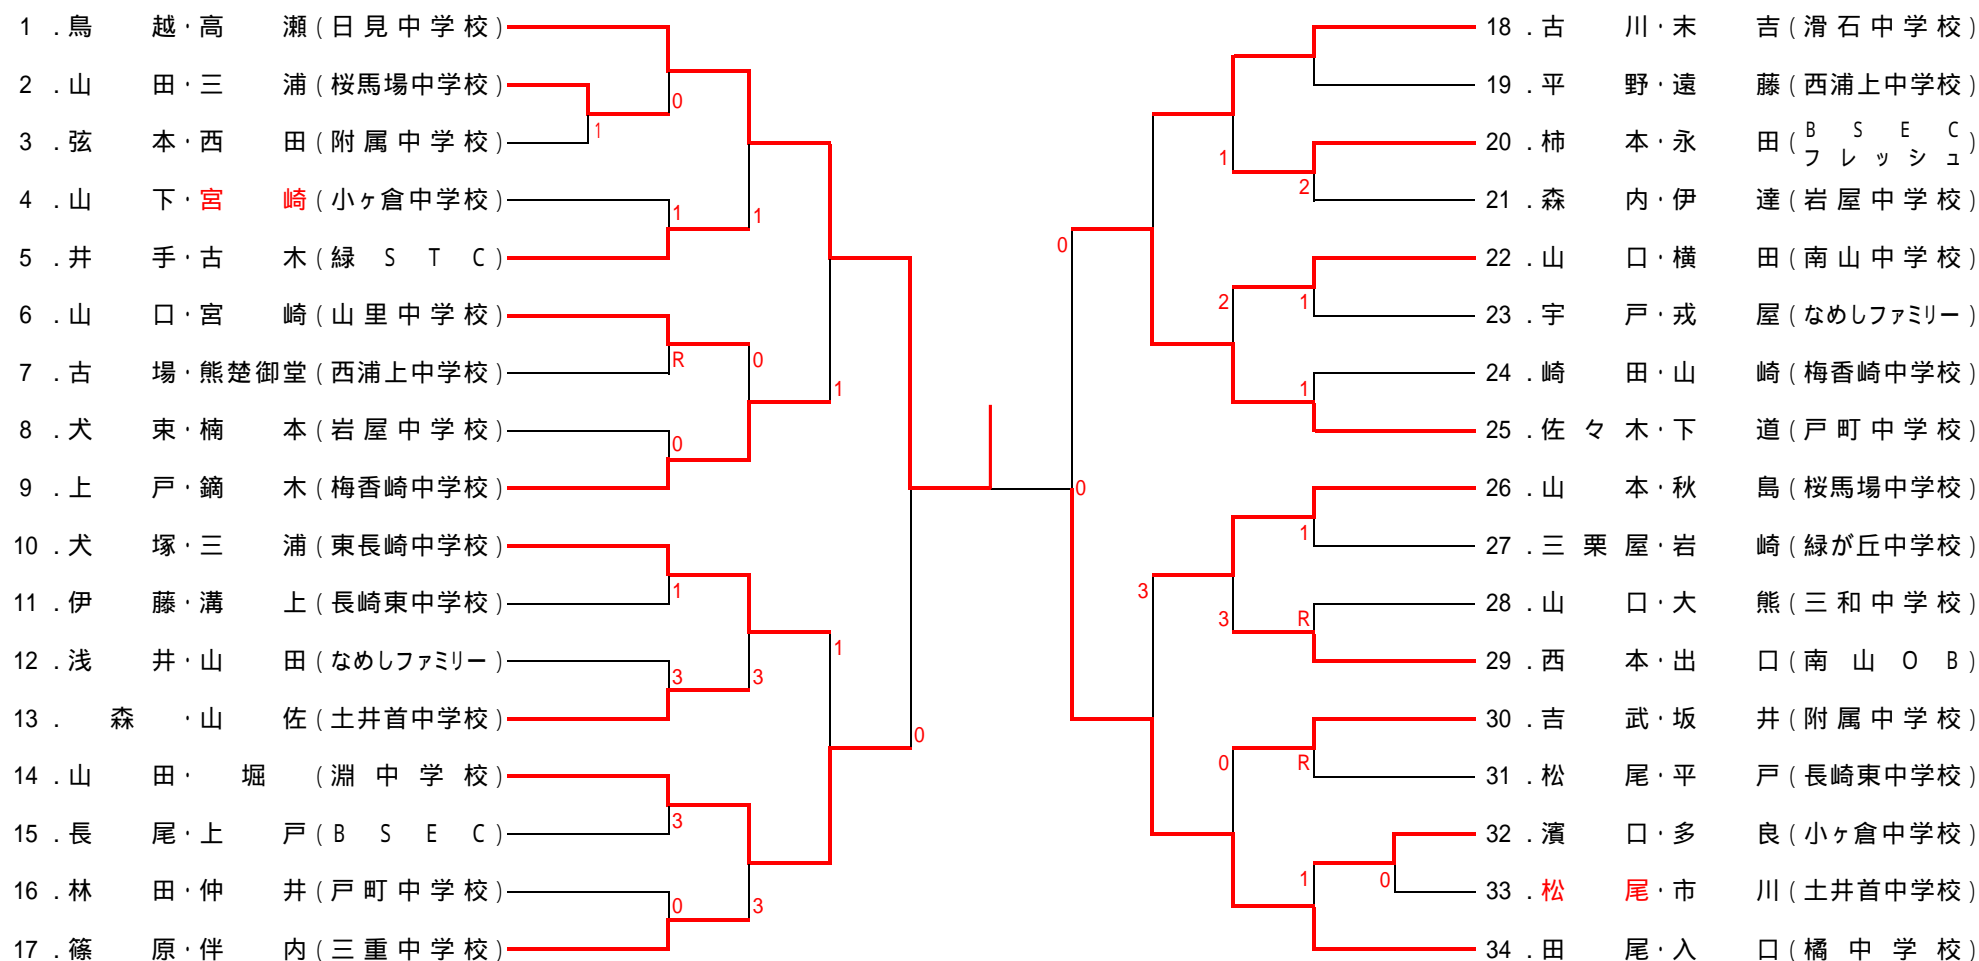 1 .鳥越・高瀬(日見中学校)
2 .山田・三浦(桜馬場中学校)
3 .弦本・西田(附属中学校)
4 .山下・宮崎(小ヶ倉中学校)
5 .井手・古木(緑STC)
6 .山口・宮崎(山里中学校)
7 .古場・熊楚御堂(西浦上中学校)
8 .犬束・楠本(岩屋中学校)
9 .上戸・鏑木(梅香崎中学校)
10 .犬塚・三浦(東長崎中学校)
11 .伊藤・溝上(長崎東中学校)
12 .浅井・山田(なめしファミリー)
13 .森・山佐(土井首中学校)
14 .山田・堀(淵中学校)
15 .長尾・上戸(BSEC)
16 .林田・仲井(戸町中学校)
17 .篠原・伴内(三重中学校)
0
1
1
1
R
0
0
1
1
3
3
1
3
0
3
0
0
0
1
2
2
1
1
1
3
3
R
0
R
1
0
18 .古川・末吉(滑石中学校)
19 .平野・遠藤(西浦上中学校)
20 .柿本・永田(BSECフレッシュ)
21 .森内・伊達(岩屋中学校)
22 .山口・横田(南山中学校)
23 .宇戸・戎屋(なめしファミリー)
24 .崎田・山崎(梅香崎中学校)
25 .佐々木・下道(戸町中学校)
26 .山本・秋島(桜馬場中学校)
27 .三栗屋・岩崎(緑が丘中学校)
28 .山口・大熊(三和中学校)
29 .西本・出口(南山OB)
30 .吉武・坂井(附属中学校)
31 .松尾・平戸(長崎東中学校)
32 .濱口・多良(小ヶ倉中学校)
33 .松尾・市川(土井首中学校)
34 .田尾・入口(橘中学校)